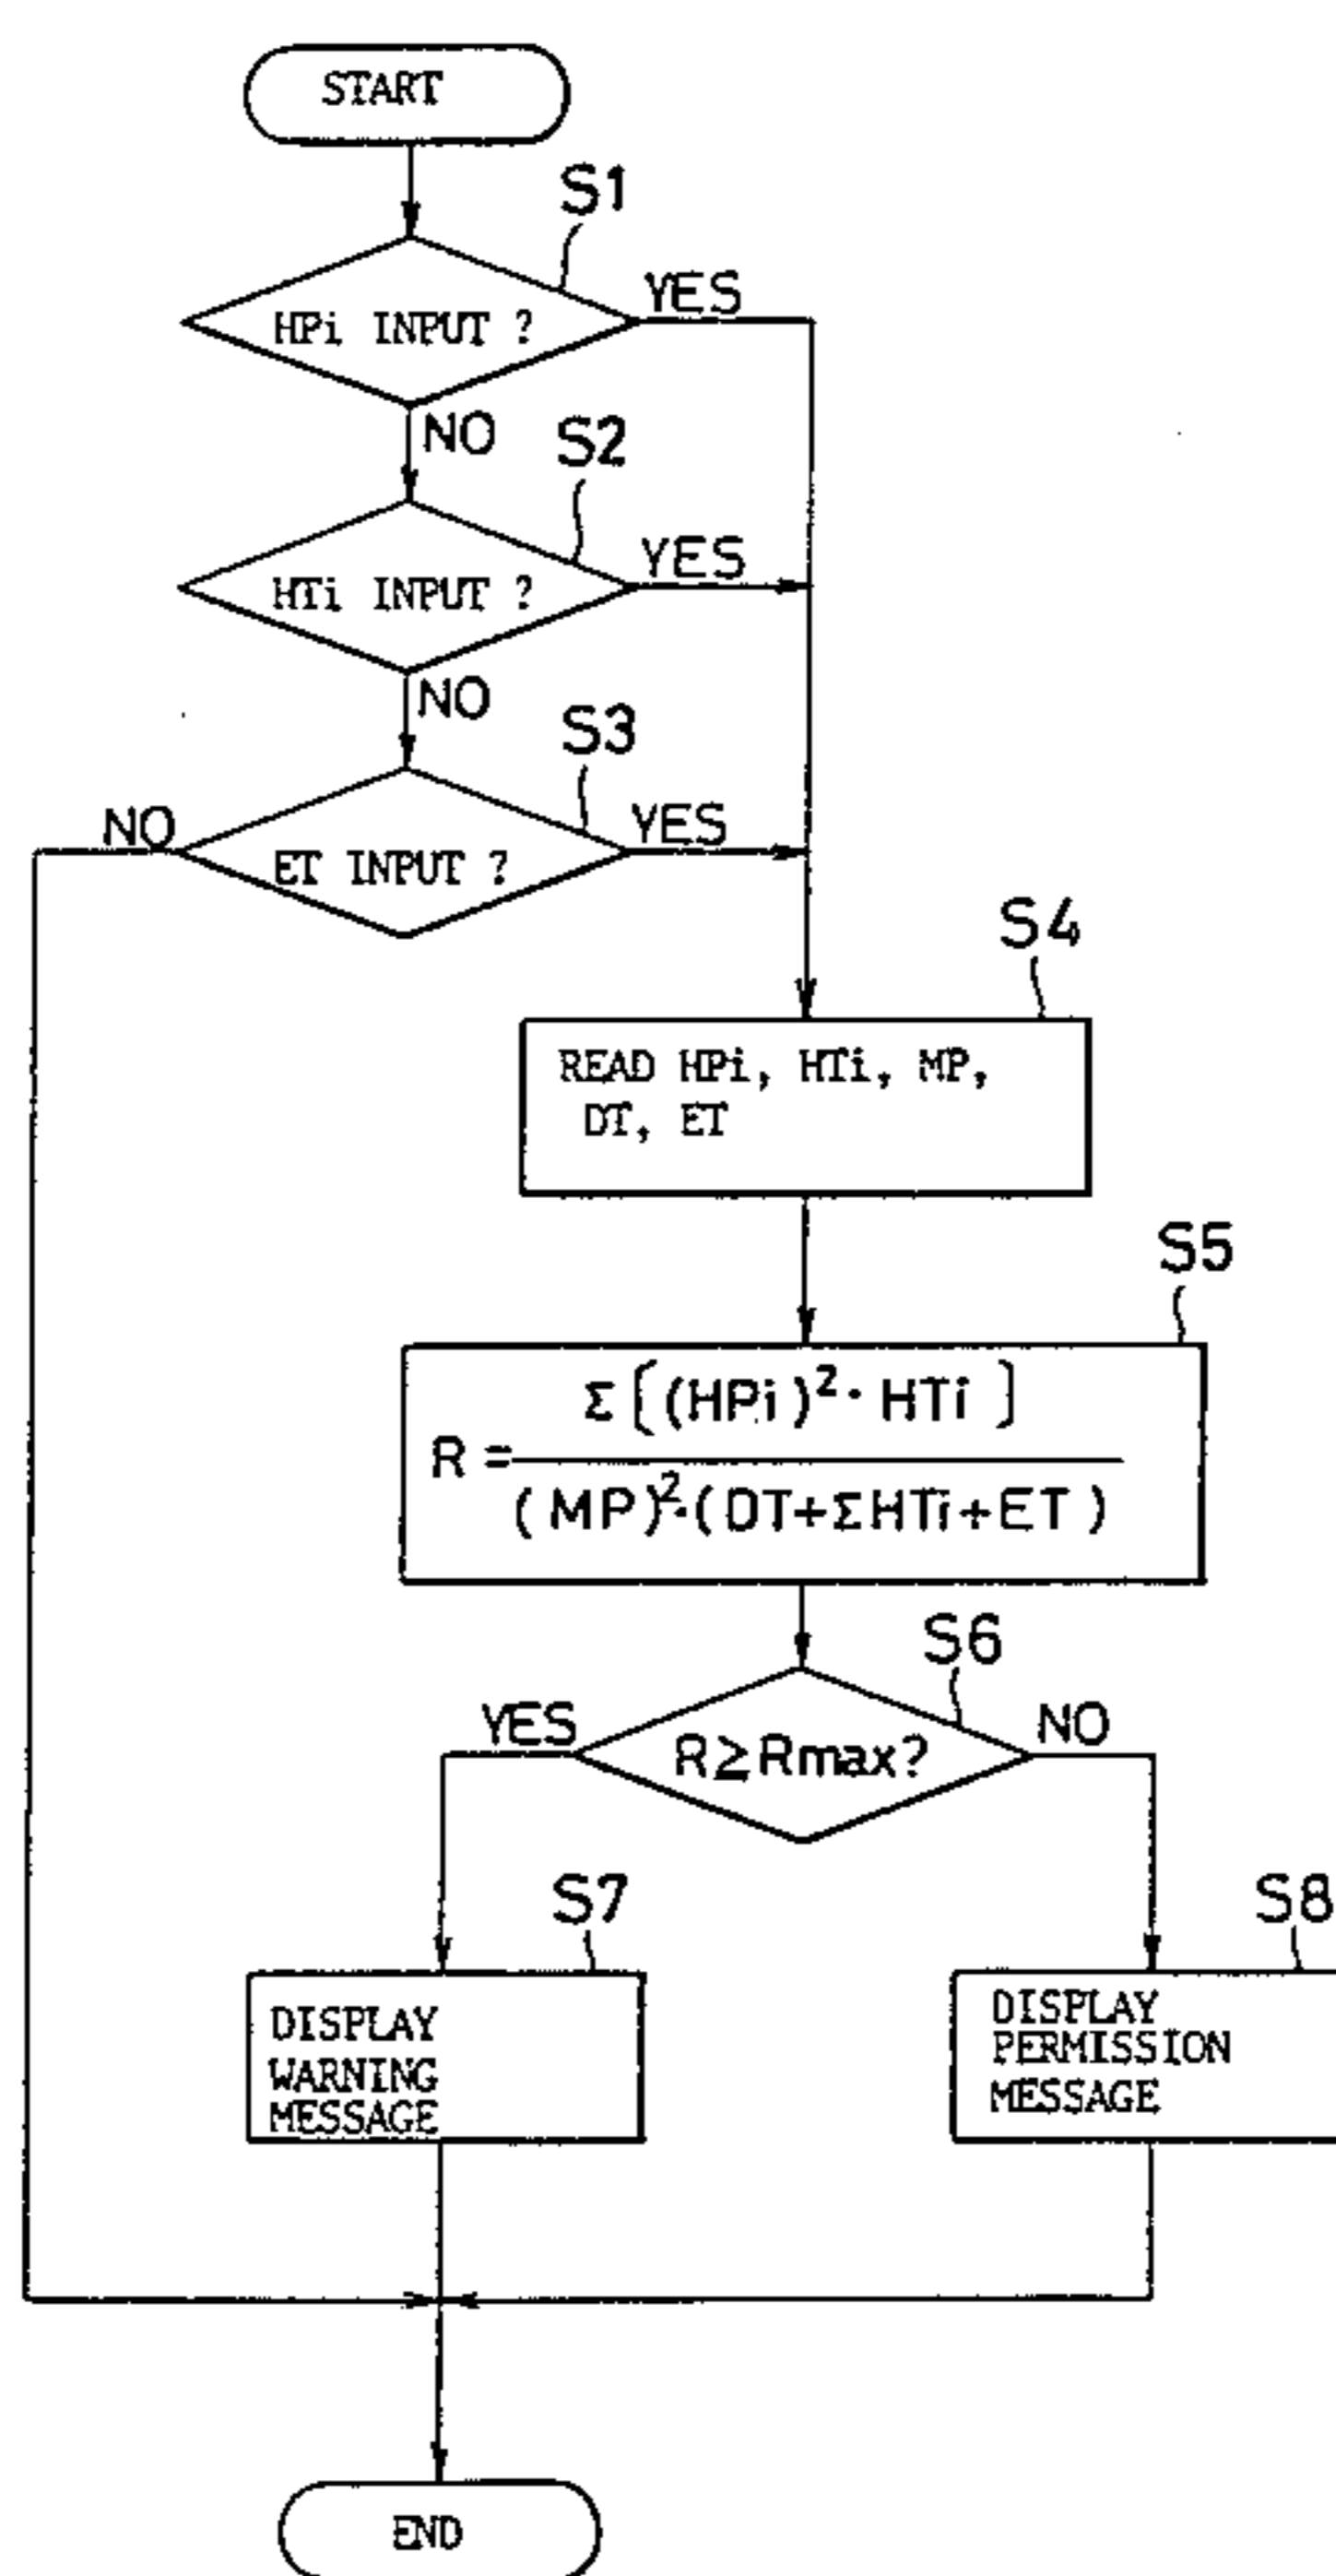 START
S1
HPi INPUT ?
YES
NO
S2
HTi INPUT ?
YES
NO
S3
NO
ET INPUT ?
YES
S4
READ HPi, HTi, MP,
DT, ET
S5
Σ[(HPi)²· HTi ]
R =
(MP)²·(DT+ΣHTi+ET)
S6
YES
R≥Rmax?
NO
S7
DISPLAY
WARNING
MESSAGE
S8
DISPLAY
PERMISSION
MESSAGE
END